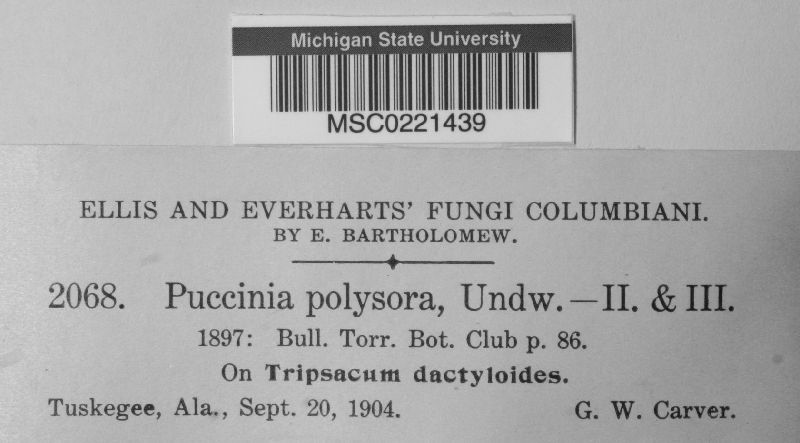 Michigan State University
MSC0221439
ELLIS AND EVERHARTS' FUNGI COLUMBIANI.
BY E. BARTHOLOMEW.
2068. Puccinia polysora, Undw.—II. & III.
1897: Bull. Torr. Bot. Club p. 86.
On Tripsacum dactyloides.
Tuskegee, Ala., Sept. 20, 1904. G. W. Carver.